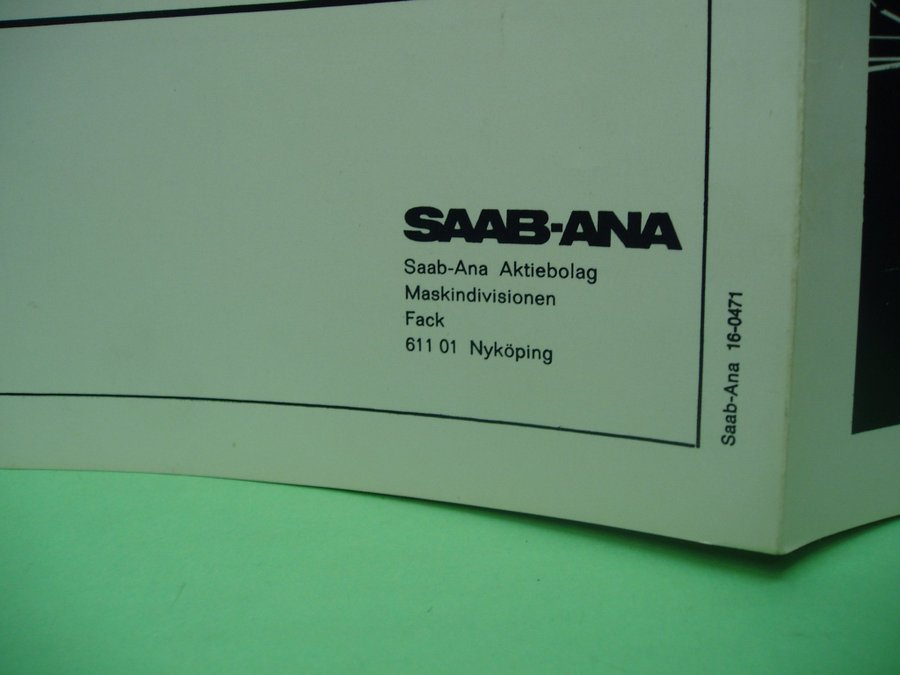 SAAB-ANA
Saab-Ana Aktiebolag
Maskindivisionen
Fack
611 01 Nyköping
Saab-Ana 16-0471